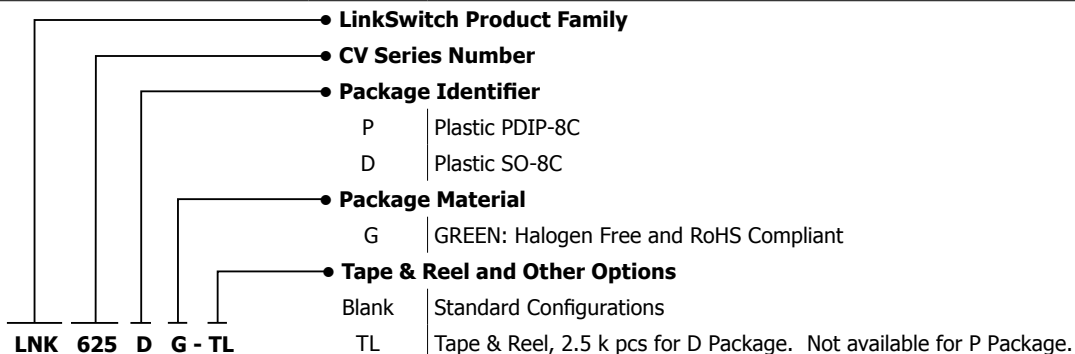 LinkSwitch Product Family
CV Series Number
Package Identifier
P Plastic PDIP-8C
D Plastic SO-8C
Package Material
G GREEN: Halogen Free and RoHS Compliant
Tape & Reel and Other Options
Blank Standard Configurations
LNK 625 D G - TL TL Tape & Reel, 2.5 k pcs for D Package. Not available for P Package.